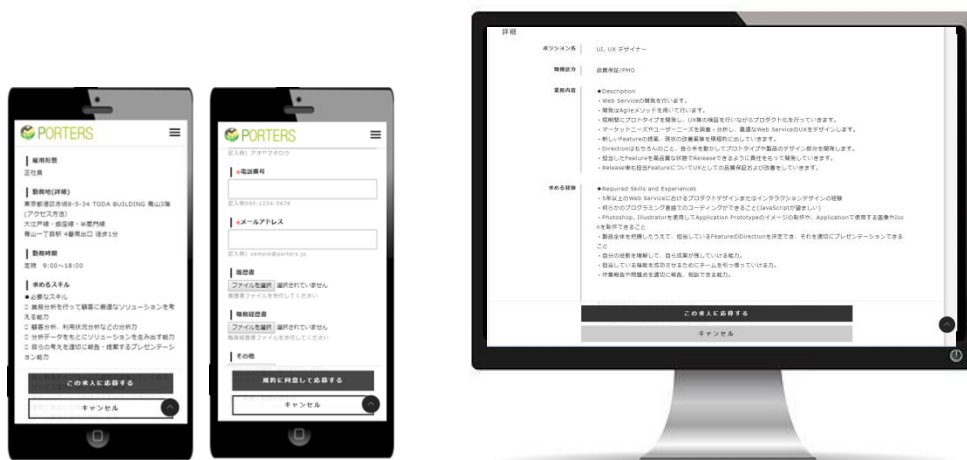 PORTERS
雇用形態
正社員
勤務地(詳細)
東京都港区赤坂8-5-34 TODA BUILDING 青山3階
(アクセス方法)
大江戸線・銀座線・半蔵門線
青山一丁目駅 4番南出口 徒歩1分
勤務時間
定時 9:00～18:00
求めるスキル
■必要なスキル
業務分析を行って顧客に最適なソリューションを考
える能力
顧客分析、利用状況分析などの分析力
分析データをもとにソリューションを生み出す能力
自らの考えを適切に報告・提案するプレゼンテーシ
ョン能力
この求人に応募する
キャンセル
PORTERS
記入例) アオヤマタロウ
※電話番号
記入例090-1234-5678
※メールアドレス
記入例) sample@porters.jp
履歴書
ファイルを選択 選択されていません
履歴書ファイルを添付してください
職務経歴書
ファイルを選択 選択されていません
職務経歴書ファイルを添付してください
その他
規約に同意して応募する
キャンセル
詳細
ポジション名 UI, UX デザイナー
職種区分 品質保証/PMO
業務内容 ◆Description
・Web Serviceの開発を行います。
・開発はAgileメソッドを用いて行います。
・短期間にプロトタイプを開発し、UX等の検証を行いながらプロダクト化を行っていきます。
・マーケットニーズやユーザーニーズを調査・分析し、最適なWeb ServiceのUXをデザインします。
・新しいFeatureの提案、現状の改善案等を積極的に出していきます。
・Directionはもちろんのこと、自ら手を動かしてプロトタイプや製品のデザイン部分を開発します。
・担当したFeatureを高品質な状態でReleaseできるように責任をもって開発していきます。
・Release後も担当FeatureについてUXとしての品質保証および改善をしていきます。
求める経験 ◆Required Skills and Experiences
・5年以上のWeb Serviceにおけるプロダクトデザインまたはインタラクションデザインの経験
・何らかのプログラミング言語でのコーディングができること(JavaScriptが望ましい)
・Photoshop, Illustratorを使用してApplication Prototypeのイメージの制作や、Applicationで使用する画像やIco
nを制作できること
・製品全体を把握したうえで、担当しているFeatureのDirectionを決定でき、それを適切にプレゼンテーションできる
こと
・自分の役割を理解して、自ら成果が残していける能力。
・担当している機能を成功させるためにチームを引っ張っていける力。
・作業報告や問題点を適切に報告、相談できる能力。
この求人に応募する
キャンセル